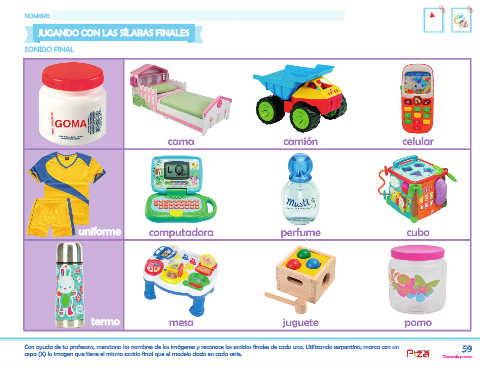 NOMBRE:
JUGANDO CON LAS SÍLABAS FINALES
SONIDO FINAL
GOMA
cama
camión
celular
LO
Musti
uniforme
computadora
perfume
cubo
termo
mesa
juguete
pomo
Con ayuda de tu profesora, menciona los nombre de las imágenes y reconoce los sonidos finales de cada uno. Utilizando serpentina, marca con un
aspa (X) la imagen que tiene el mismo sonido final que el modelo dado en cada serie.
59